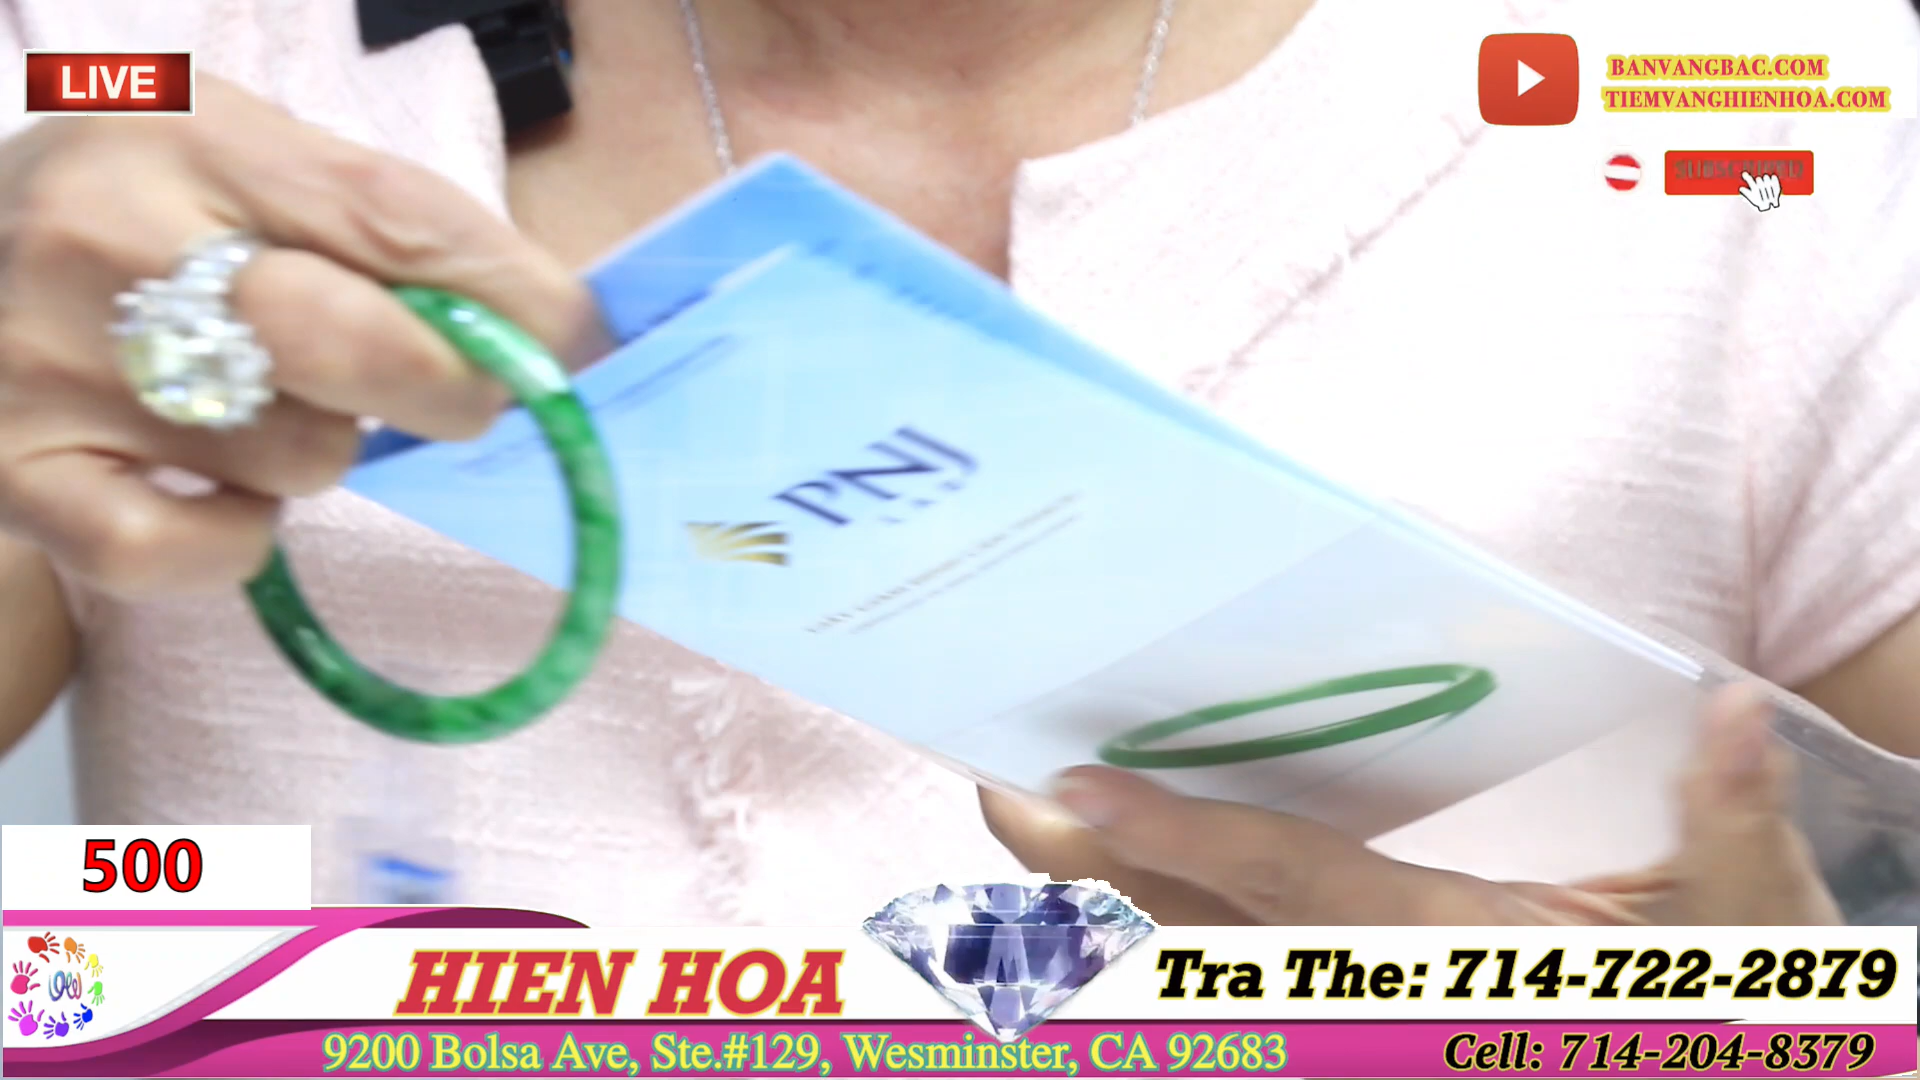 LIVE
BANVANGBAC.COM
TIEMVANGHIENHOA.COM
PNJ
LAB
500
HIEN HOA
Tra The: 714-722-2879
9200 Bolsa Ave, Ste.#129, Wesminster, CA 92683
Cell: 714-204-8379